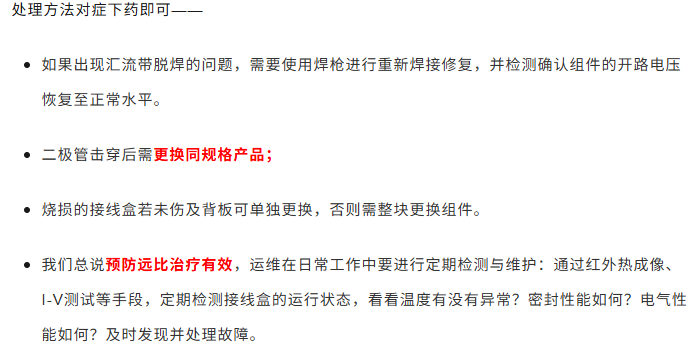 处理方法对症下药即可——
如果出现汇流带脱焊的问题，需要使用焊枪进行重新焊接修复，并检测确认组件的开路电压
恢复至正常水平。
二极管击穿后需更换同规格产品；
烧损的接线盒若未伤及背板可单独更换，否则需整块更换组件。
我们总说预防远比治疗有效，运维在日常工作中要进行定期检测与维护：通过红外热成像、
I-V测试等手段，定期检测接线盒的运行状态，看看温度有没有异常？密封性能如何？电气性
能如何？及时发现并处理故障。